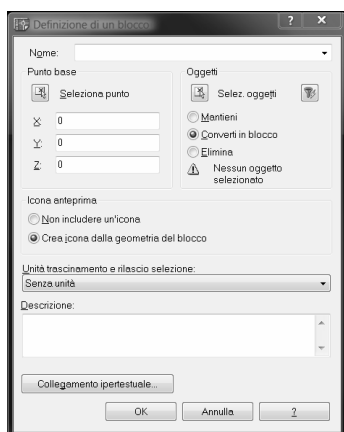 Definizione di un blocco
? X
Nome:
Punto base
Seleziona punto
X: 0
Y: 0
Z: 0
Oggetti
Selez. oggetti
Mantieni
Converti in blocco
Elimina
Nessun oggetto
selezionato
Icona anteprima
Non includere un'icona
Crea icona dalla geometria del blocco
Unità trascinamento e rilascio selezione:
Senza unità
Descrizione:
Collegamento ipertestuale...
OK Annulla ?